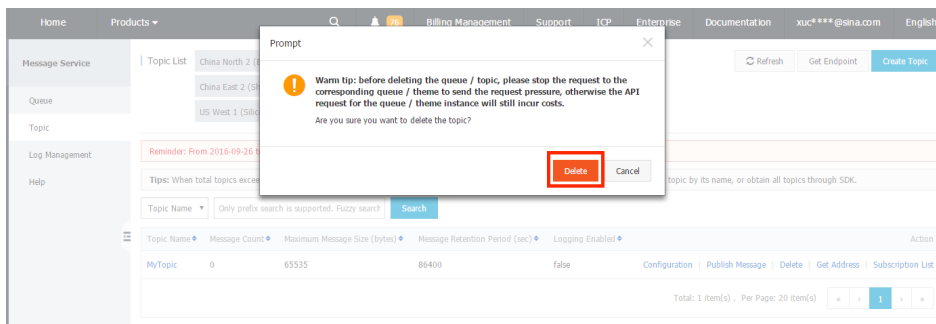 Home Products 76 Billing Management Support ICP Enterprise Documentation xuc****@sina.com English
Prompt
Message Service
Topic List China North 2 (
Refresh Get Endpoint Create Topic
China East 2 (
US West 1 (
Warm tip: before deleting the queue / topic, please stop the request to the
corresponding queue / theme to send the request pressure, otherwise the API
request for the queue / theme instance will still incur costs.
Are you sure you want to delete the topic?
Delete Cancel
Queue
Topic
Log Management
Help
Reminder: From 2016-09-26
Tips: When total topics topic by its name, or obtain all topics through SDK.
Topic Name Only prefix search is supported. Fuzzy Search
Topic Name Message Count Maximum Message Size (bytes) Message Retention Period (sec) Logging Enabled Action
MyTopic 0 65535 86400 false Configuration | Publish Message | Delete | Get Address | Subscription List
Total: 1 item(s) , Per Page: 20 item(s) « ‹ 1 › »